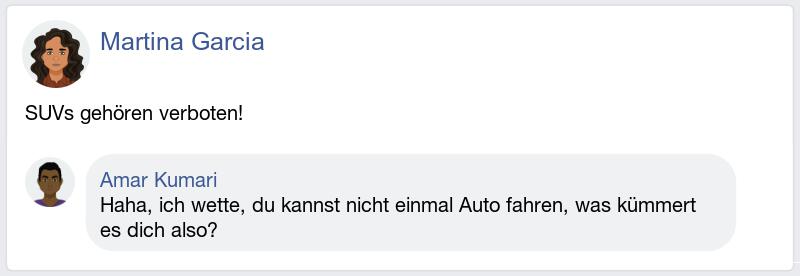 Martina Garcia
SUVs gehören verboten!
Amar Kumari
Haha, ich wette, du kannst nicht einmal Auto fahren, was kümmert
es dich also?